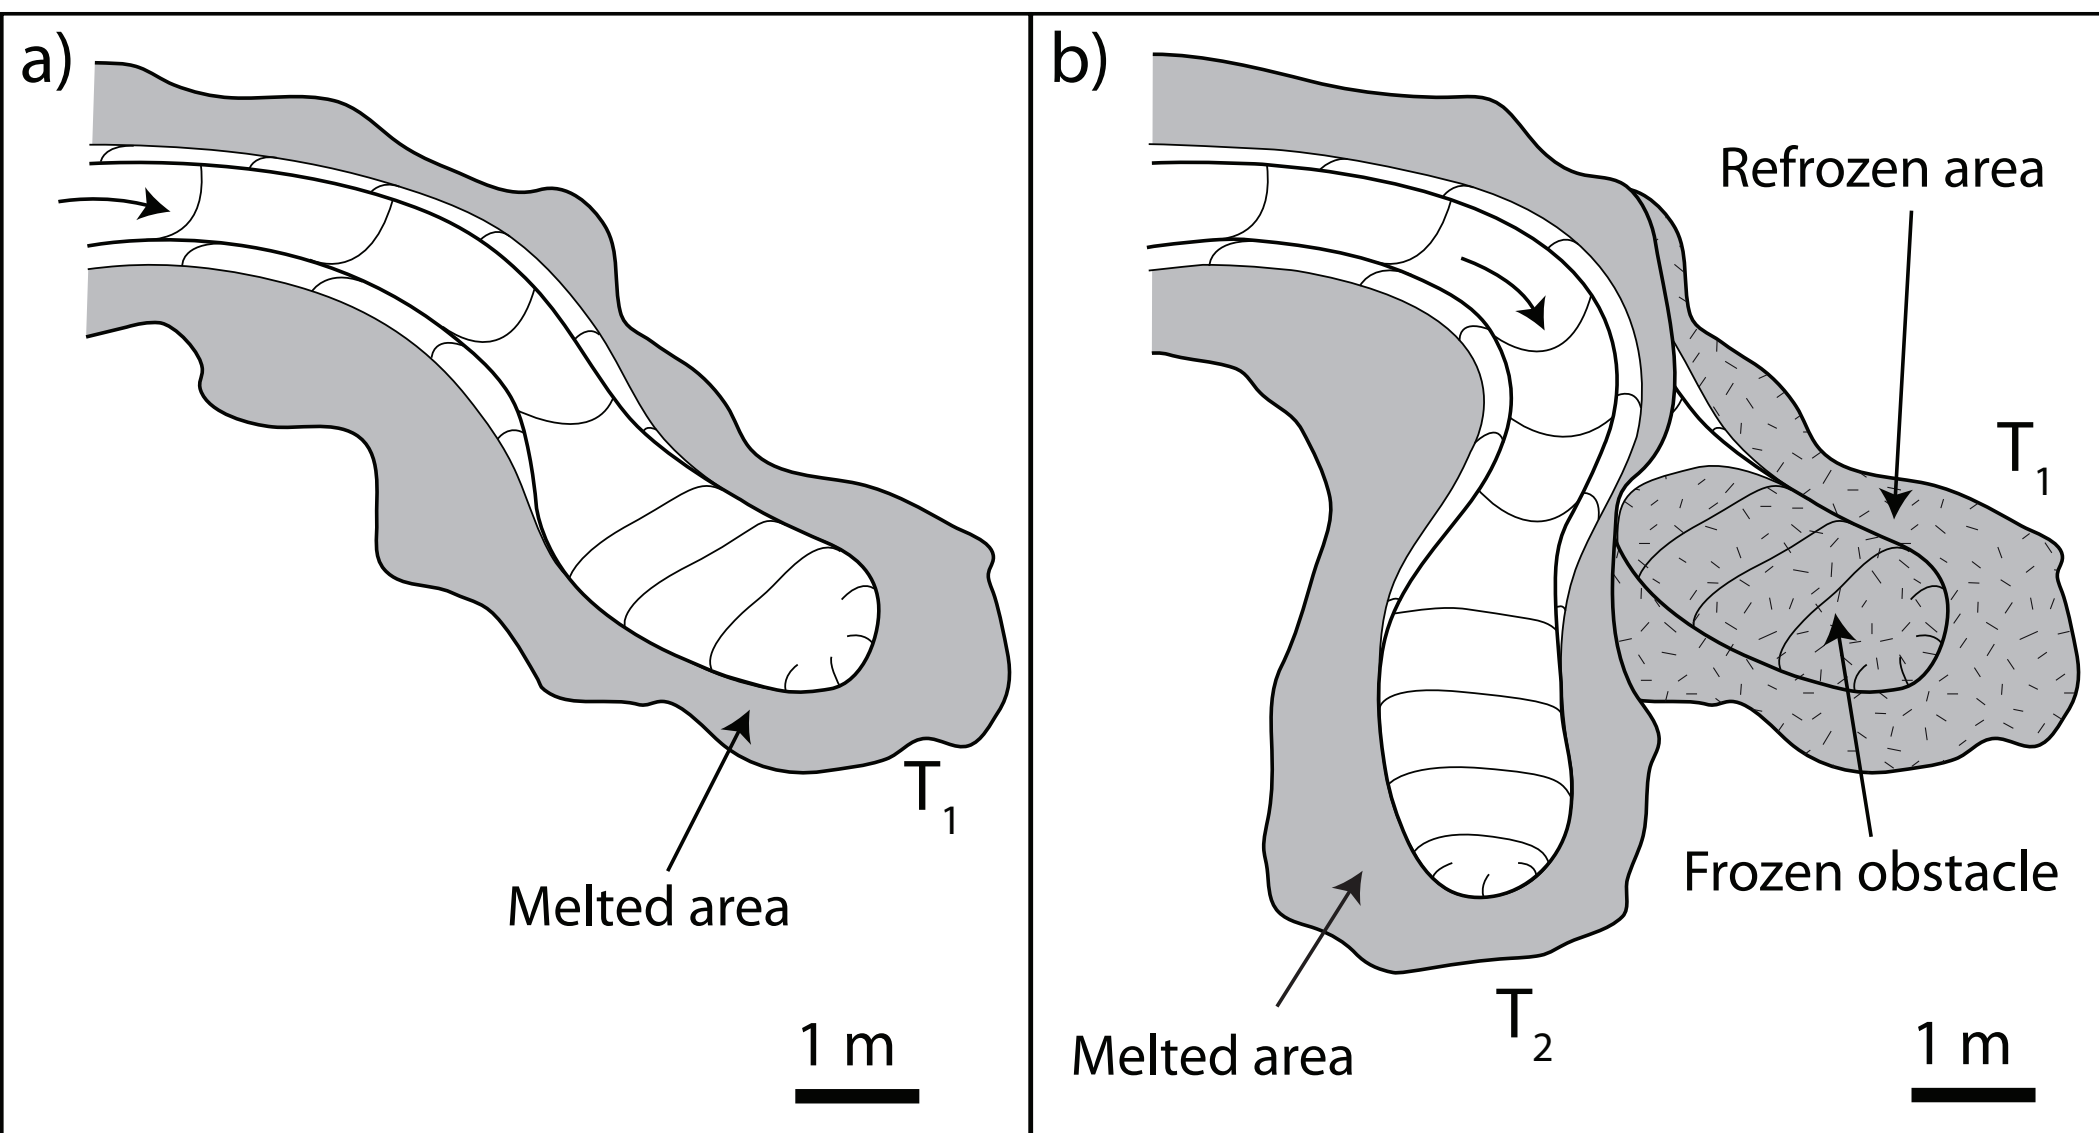 a)
Melted area
T1
1 m
b)
Refrozen area
T1
Frozen obstacle
Melted area
T2
1 m